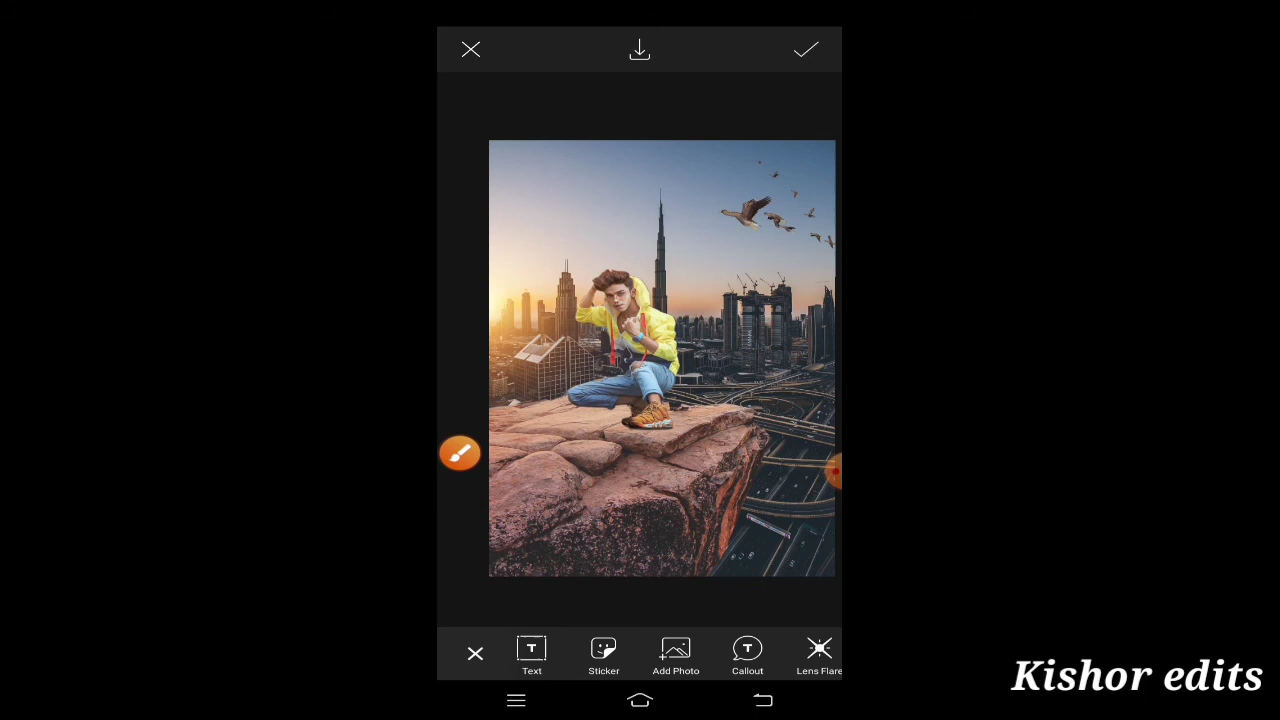 T
T
Text
Sticker
Add Photo
Callout
Lens Flare
Kishor edits